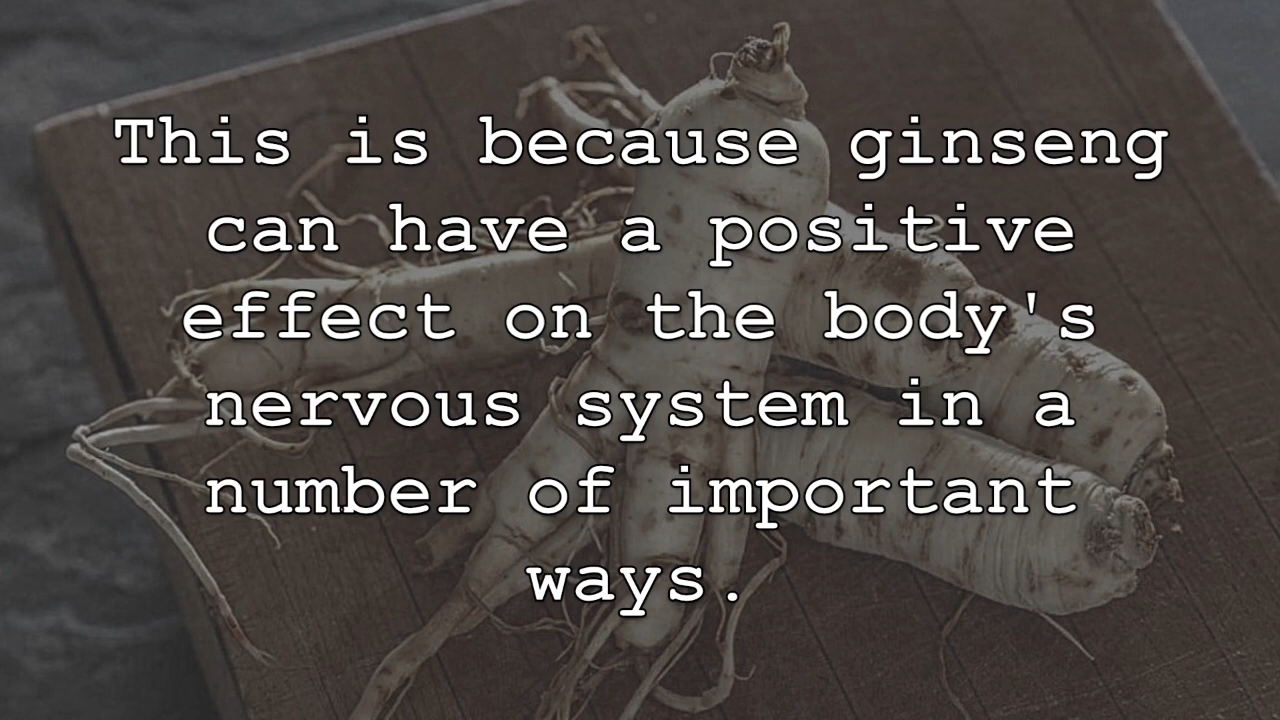 This is because ginseng
can have a positive
effect on the body's
nervous system in a
number of important
ways.